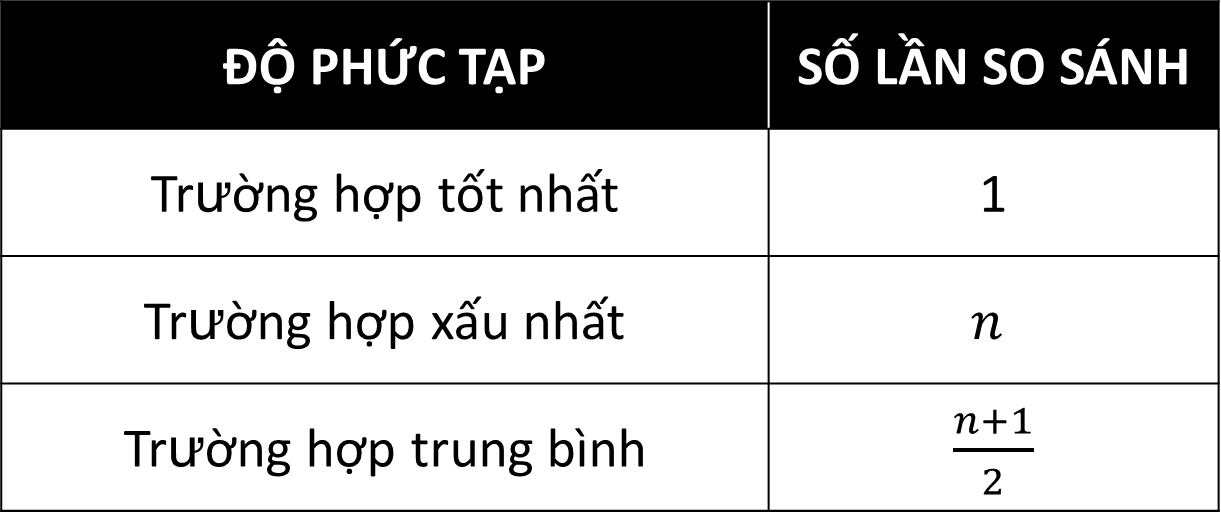 ĐỘ PHỨC TẠP SỐ LẦN SO SÁNH
Trường hợp tốt nhất 1
Trường hợp xấu nhất n
Trường hợp trung bình n+1/2